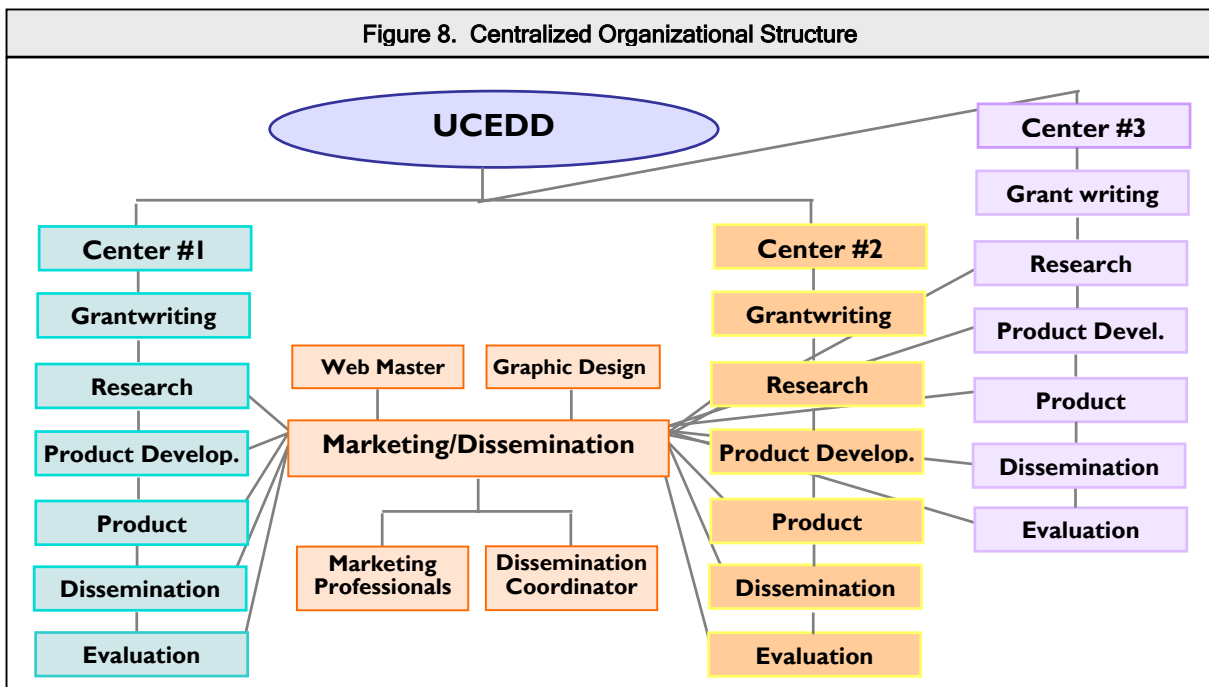 Figure 8. Centralized Organizational Structure
UCEDD
Center #1
Grantwriting
Research
Product Develop.
Product
Dissemination
Evaluation
Web Master
Graphic Design
Marketing/Dissemination
Marketing
Professionals
Dissemination
Coordinator
Center #2
Grantwriting
Research
Product Develop.
Product
Dissemination
Evaluation
Center #3
Grant writing
Research
Product Devel.
Product
Dissemination
Evaluation